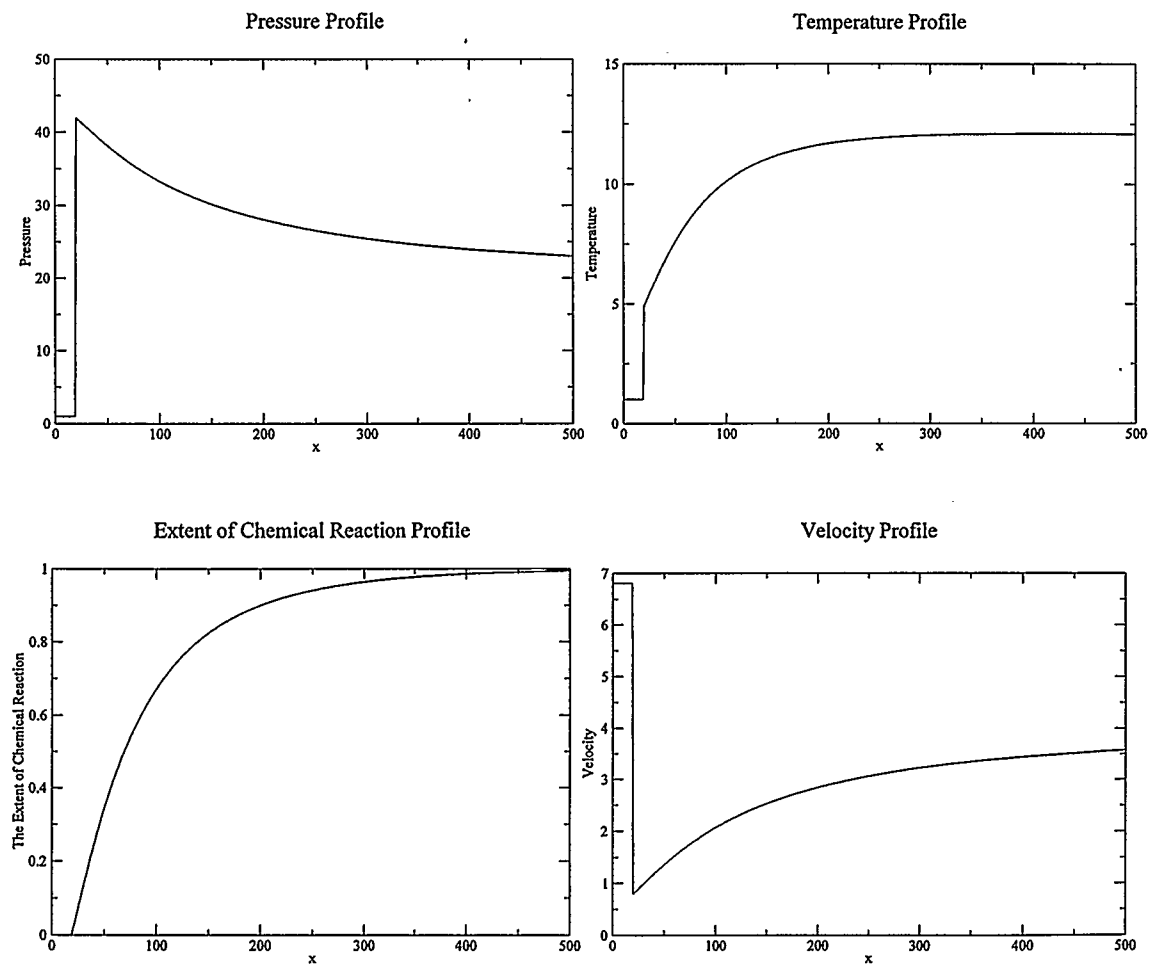 Pressure Profile
50
40
30
20
10
0
Pressure
0 100 200 300 400 500
x
Temperature Profile
15
10
5
0
Temperature
0 100 200 300 400 500
x
Extent of Chemical Reaction Profile
1
0.8
0.6
0.4
0.2
0
The Extent of Chemical Reaction
0 100 200 300 400 500
x
Velocity Profile
7
6
5
4
3
2
1
0
Velocity
0 100 200 300 400 500
x